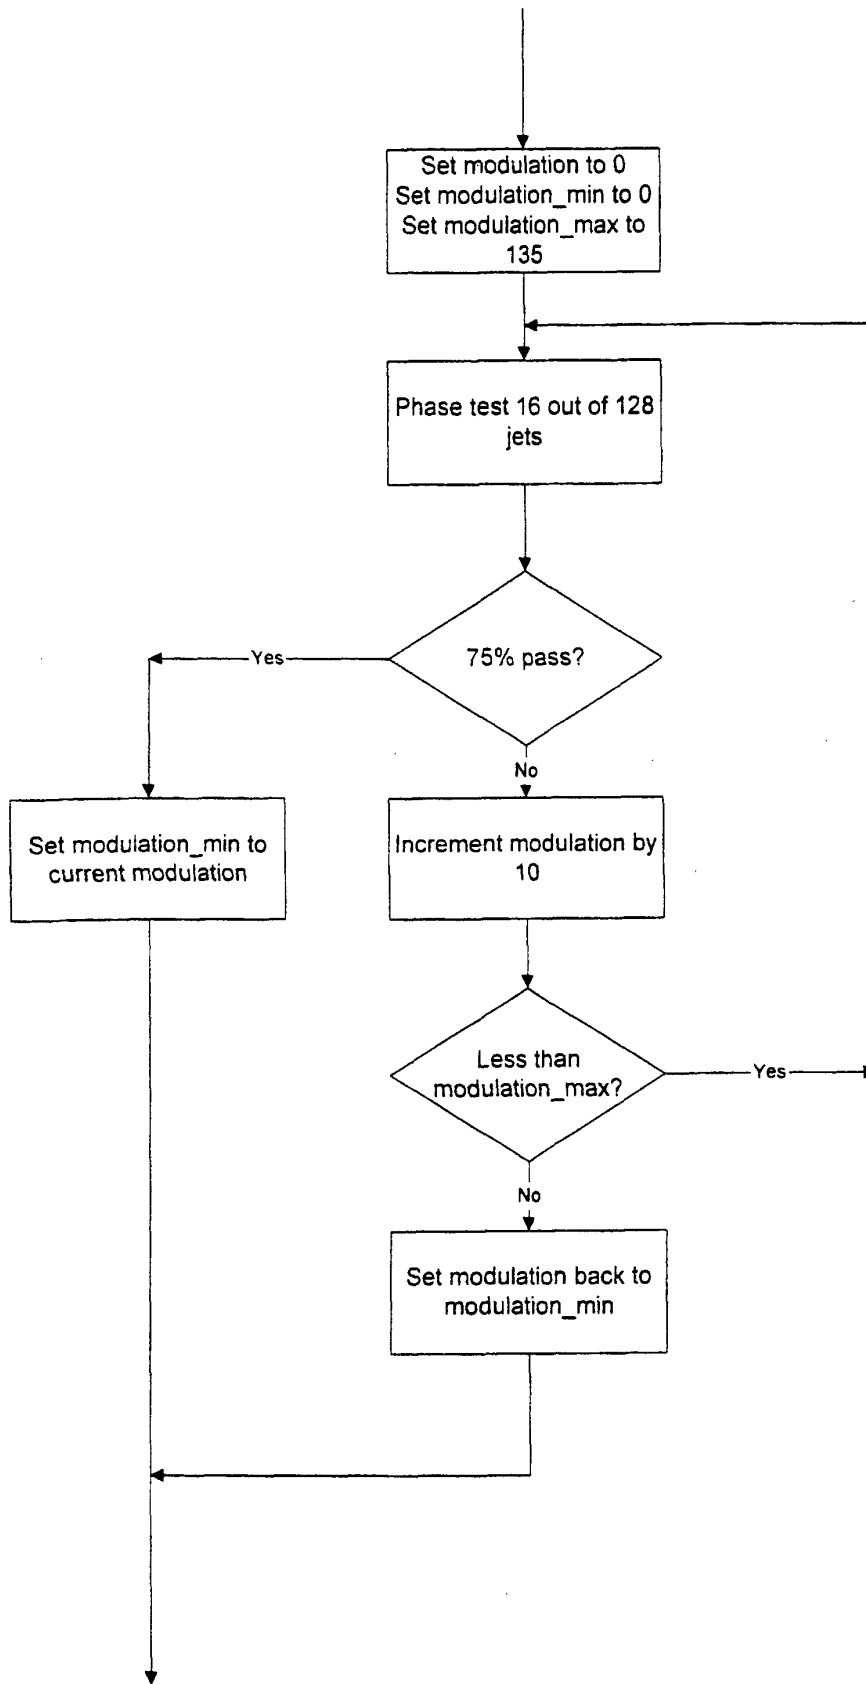 Set modulation to 0
Set modulation_min to 0
Set modulation_max to
135
Phase test 16 out of 128
jets
75% pass?
Yes
No
Set modulation_min to
current modulation
Increment modulation by
10
Less than
modulation_max?
Yes
No
Set modulation back to
modulation_min